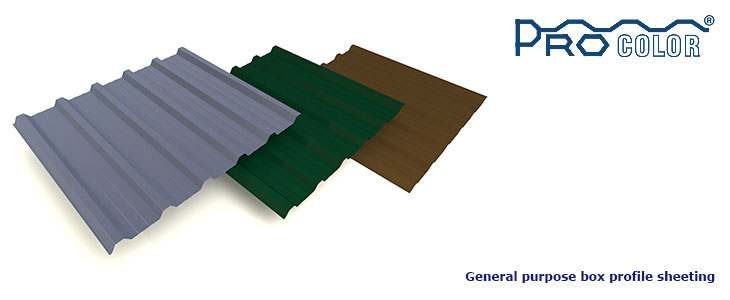 PRO COLOR®
General purpose box profile sheeting